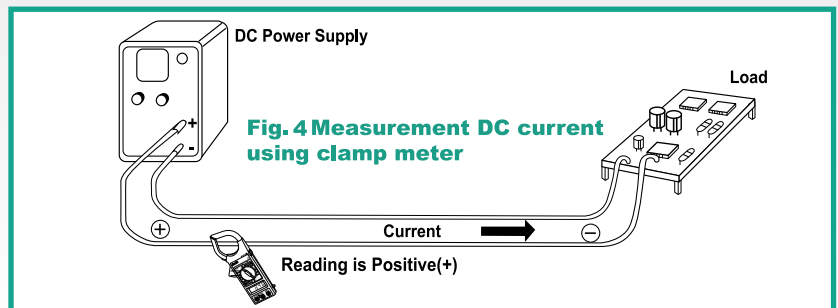 DC Power Supply
Load
Fig. 4 Measurement DC current
using clamp meter
+
-
+
Current
−
Reading is Positive(+)